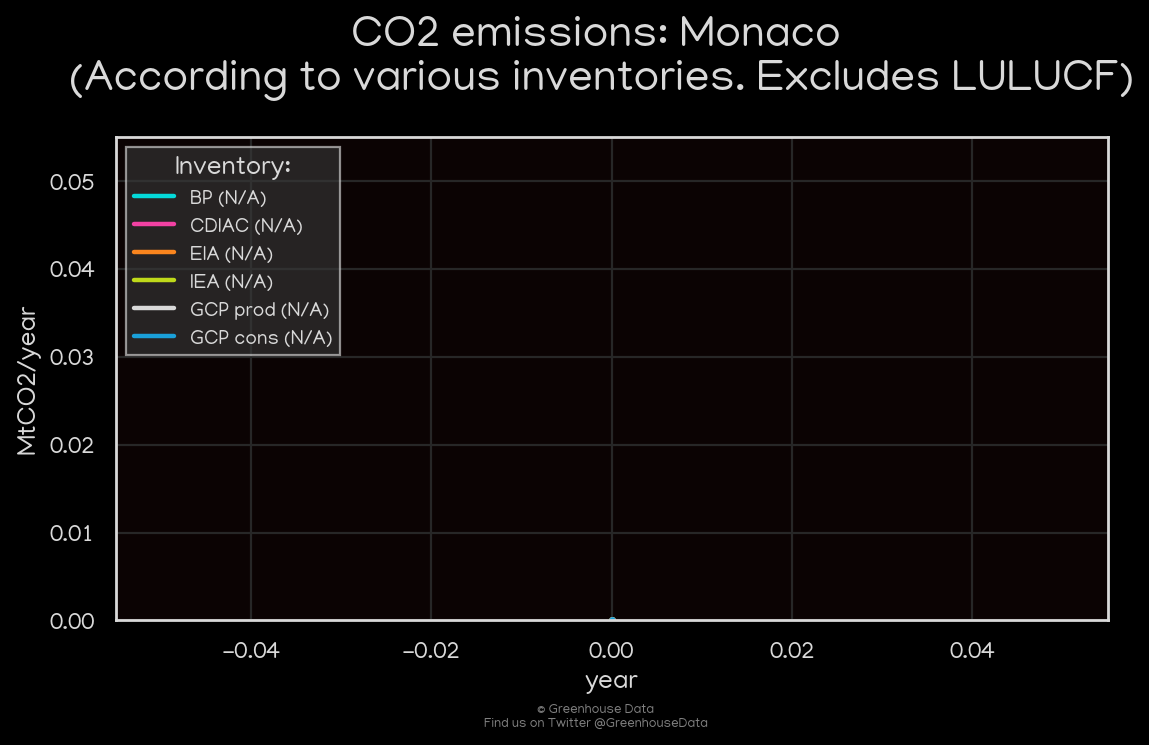 CO2 emissions: Monaco
(According to various inventories. Excludes LULUCF)
Inventory:
BP (N/A)
CDIAC (N/A)
EIA (N/A)
IEA (N/A)
GCP prod (N/A)
GCP cons (N/A)
MtCO2/year
0.05
0.04
0.03
0.02
0.01
0.00
−0.04 −0.02 0.00 0.02 0.04
year
© Greenhouse Data
Find us on Twitter @GreenhouseData